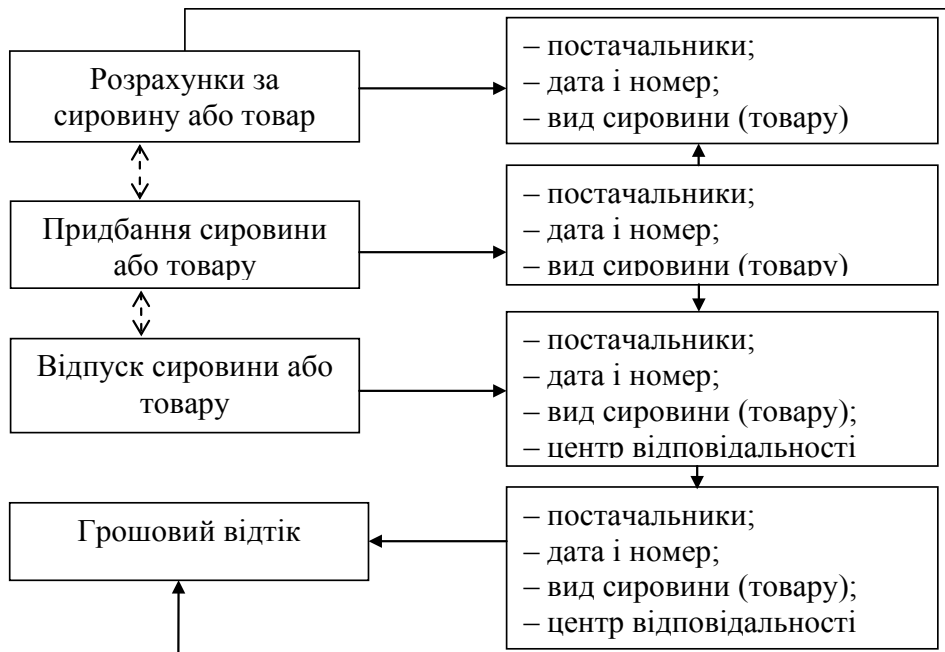 Розрахунки за
сировину або товар
– постачальники;
– дата і номер;
– вид сировини (товару)
Придбання сировини
або товару
– постачальники;
– дата і номер;
– вид сировини (товару)
Відпуск сировини або
товару
– постачальники;
– дата і номер;
– вид сировини (товару);
– центр відповідальності
Грошовий відтік
– постачальники;
– дата і номер;
– вид сировини (товару);
– центр відповідальності